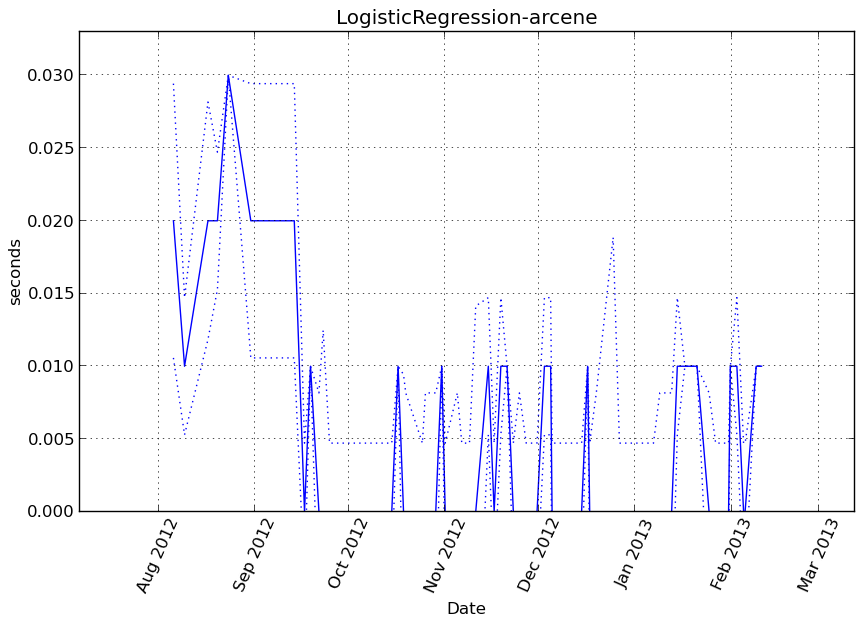 LogisticRegression-arcene
0.030
0.025
0.020
0.015
0.010
0.005
0.000
seconds
Aug 2012
Sep 2012
Oct 2012
Nov 2012
Dec 2012
Jan 2013
Feb 2013
Mar 2013
Date